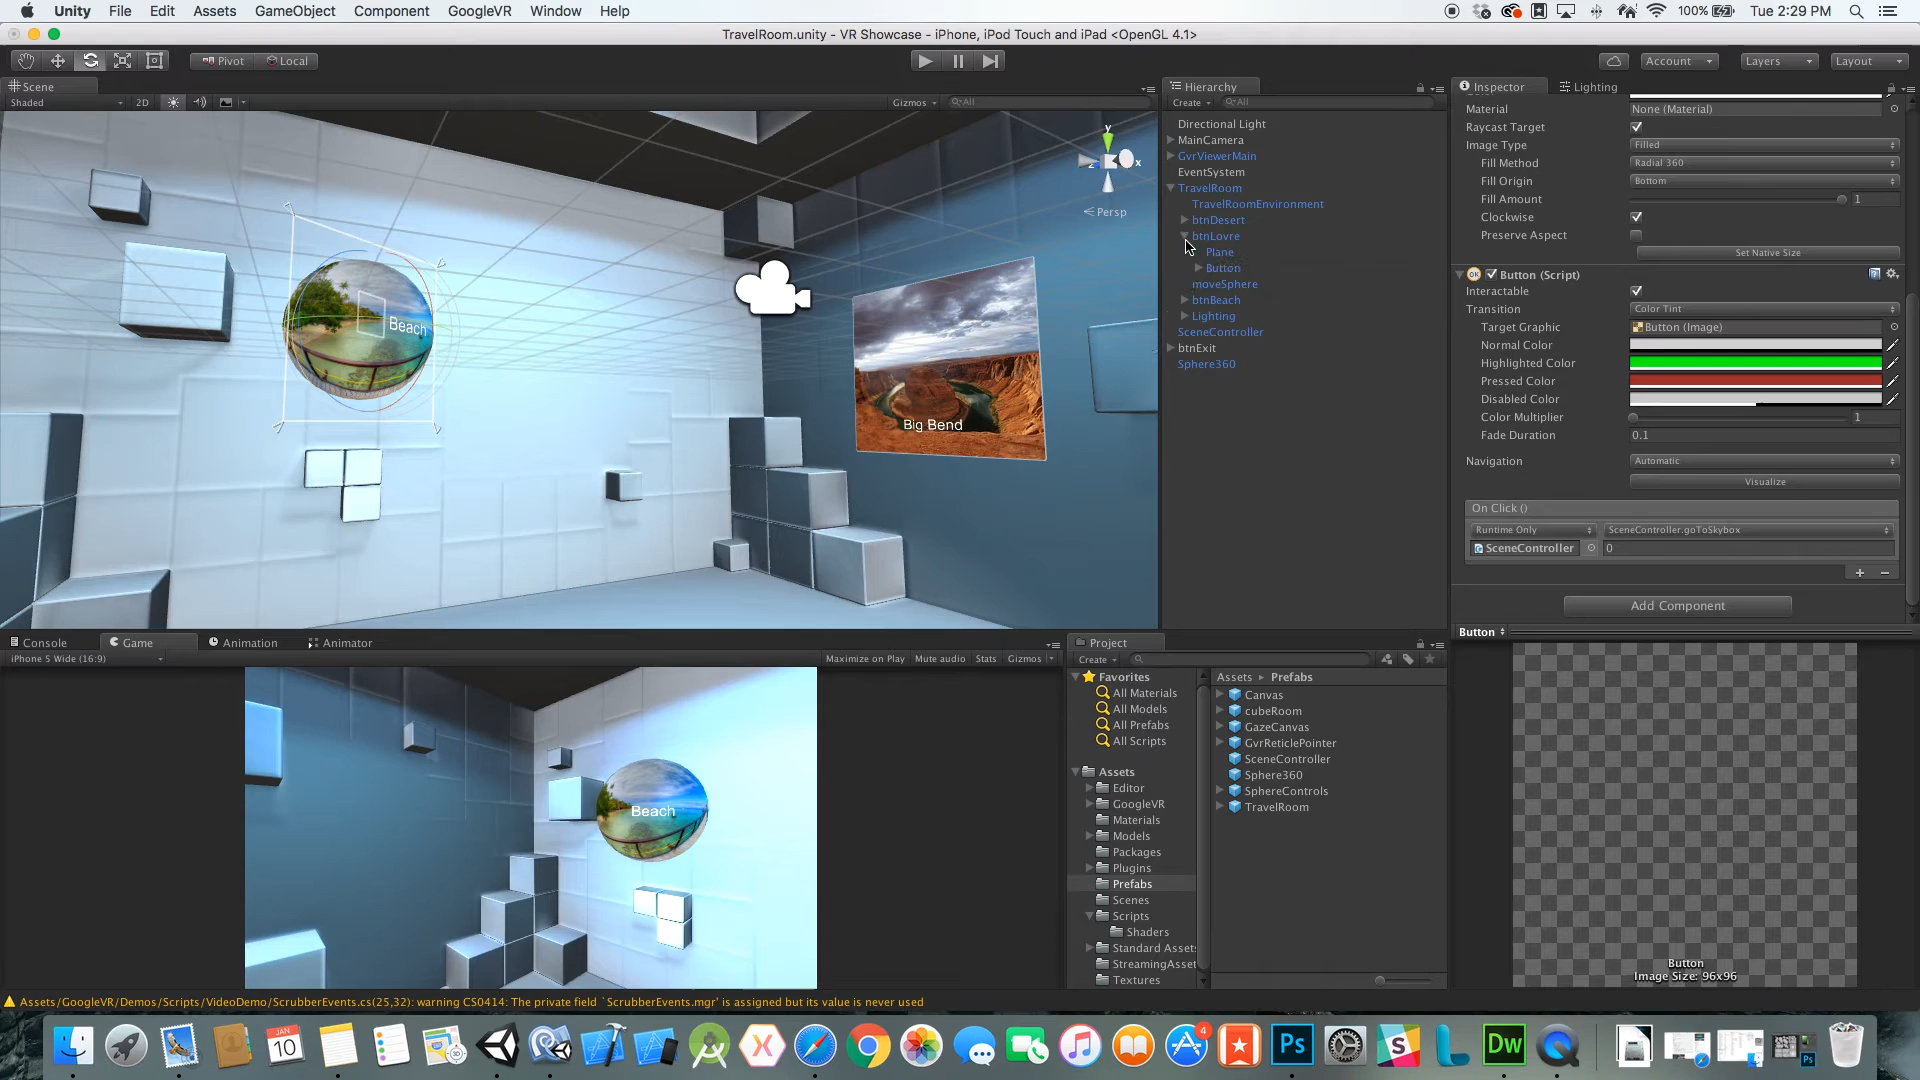 Unity File Edit Assets GameObject Component GoogleVR Window Help 100% Tue 2:29 PM
TravelRoom.unity - VR Showcase - iPhone, iPod Touch and iPad <OpenGL 4.1>
Pivot Local Account Layers Layout
Scene
Shaded 2D Gizmos All
y
x
z
Persp
Beach
Big Bend
Hierarchy
Create All
Directional Light
MainCamera
GvrViewerMain
EventSystem
TravelRoom
TravelRoomEnvironment
btnDesert
btnLovre
Plane
Button
moveSphere
btnBeach
Lighting
SceneController
btnExit
Sphere360
Inspector Lighting
Material None (Material)
Raycast Target
Image Type Filled
Fill Method Radial 360
Fill Origin Bottom
Fill Amount 1
Clockwise
Preserve Aspect
Set Native Size
Button (Script)
Interactable
Transition Color Tint
Target Graphic Button (Image)
Normal Color
Highlighted Color
Pressed Color
Disabled Color
Color Multiplier 1
Fade Duration 0.1
Navigation Automatic
Visualize
On Click ()
Runtime Only SceneController.goToSkybox
SceneController 0
Add Component
Button
Button
Image Size: 96x96
Console Game Animation Animator
iPhone 5 Wide (16:9) Maximize on Play Mute audio Stats Gizmos
Beach
Project
Create
Favorites
All Materials
All Models
All Prefabs
All Scripts
Assets
Editor
GoogleVR
Materials
Models
Packages
Plugins
Prefabs
Scenes
Scripts
Shaders
Standard Assets
StreamingAsset
Textures
Assets ▸ Prefabs
Canvas
cubeRoom
GazeCanvas
GvrReticlePointer
SceneController
Sphere360
SphereControls
TravelRoom
Assets/GoogleVR/Demos/Scripts/VideoDemo/ScrubberEvents.cs(25,32): warning CS0414: The private field `ScrubberEvents.mgr' is assigned but its value is never used
JAN
10
4
Ps
S
L
Dw
Ps